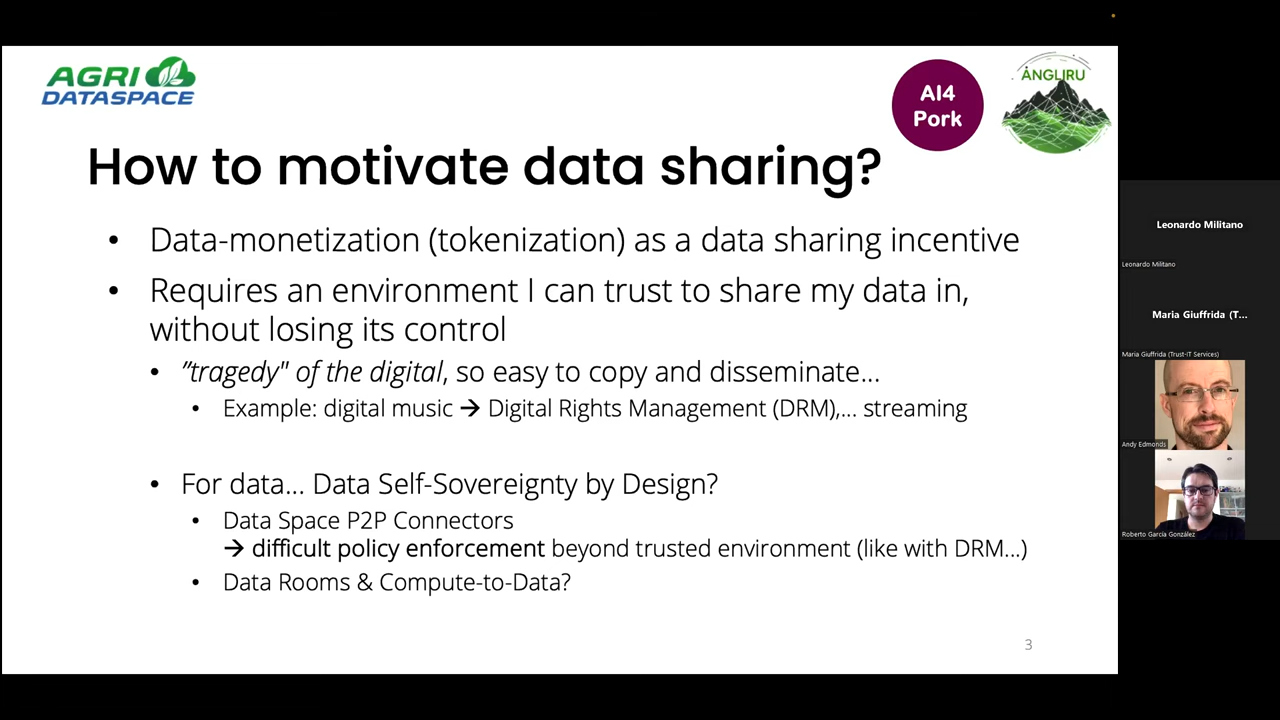 AGRI
DATASPACE
AI4
Pork
ANGLIRU
How to motivate data sharing?
• Data-monetization (tokenization) as a data sharing incentive
• Requires an environment I can trust to share my data in,
without losing its control
• ”tragedy" of the digital, so easy to copy and disseminate...
• Example: digital music → Digital Rights Management (DRM),... streaming
• For data... Data Self-Sovereignty by Design?
• Data Space P2P Connectors
→ difficult policy enforcement beyond trusted environment (like with DRM...)
• Data Rooms & Compute-to-Data?
3
Leonardo Militano
Leonardo Militano
Maria Giuffrida (T...
Maria Giuffrida (Trust-IT Services)
Andy Edmonds
Roberto García González